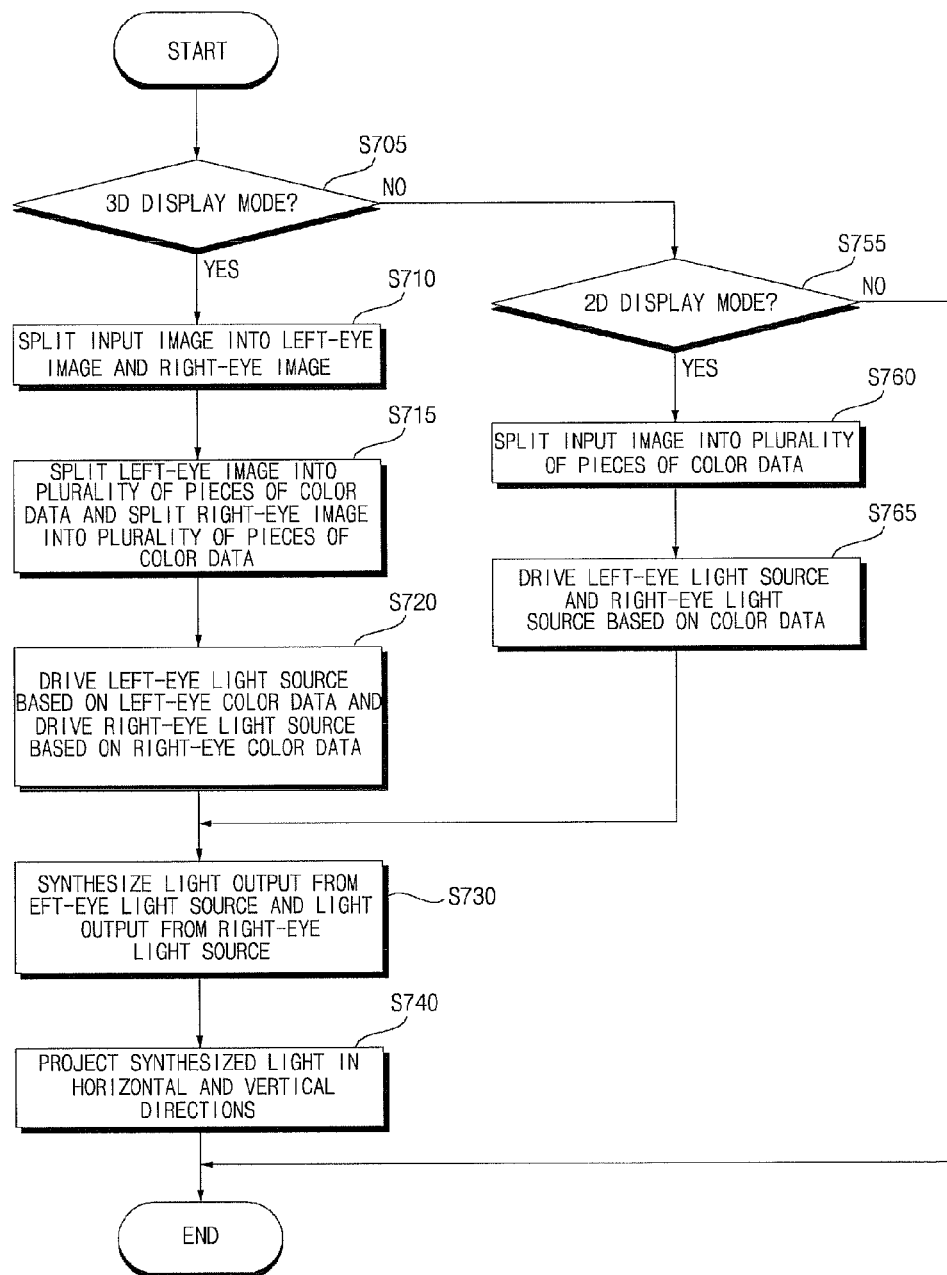 START
S705
3D DISPLAY MODE?
NO
YES
S755
2D DISPLAY MODE?
NO
YES
S710
SPLIT INPUT IMAGE INTO LEFT-EYE
IMAGE AND RIGHT-EYE IMAGE
S760
SPLIT INPUT IMAGE INTO PLURALITY
OF PIECES OF COLOR DATA
S715
SPLIT LEFT-EYE IMAGE INTO
PLURALITY OF PIECES OF COLOR
DATA AND SPLIT RIGHT-EYE IMAGE
INTO PLURALITY OF PIECES OF
COLOR DATA
S765
DRIVE LEFT-EYE LIGHT SOURCE
AND RIGHT-EYE LIGHT
SOURCE BASED ON COLOR DATA
S720
DRIVE LEFT-EYE LIGHT SOURCE
BASED ON LEFT-EYE COLOR DATA AND
DRIVE RIGHT-EYE LIGHT SOURCE
BASED ON RIGHT-EYE COLOR DATA
SYNTHESIZE LIGHT OUTPUT FROM
EFT-EYE LIGHT SOURCE AND LIGHT
OUTPUT FROM RIGHT-EYE
LIGHT SOURCE
S730
S740
PROJECT SYNTHESIZED LIGHT IN
HORIZONTAL AND VERTICAL
DIRECTIONS
END